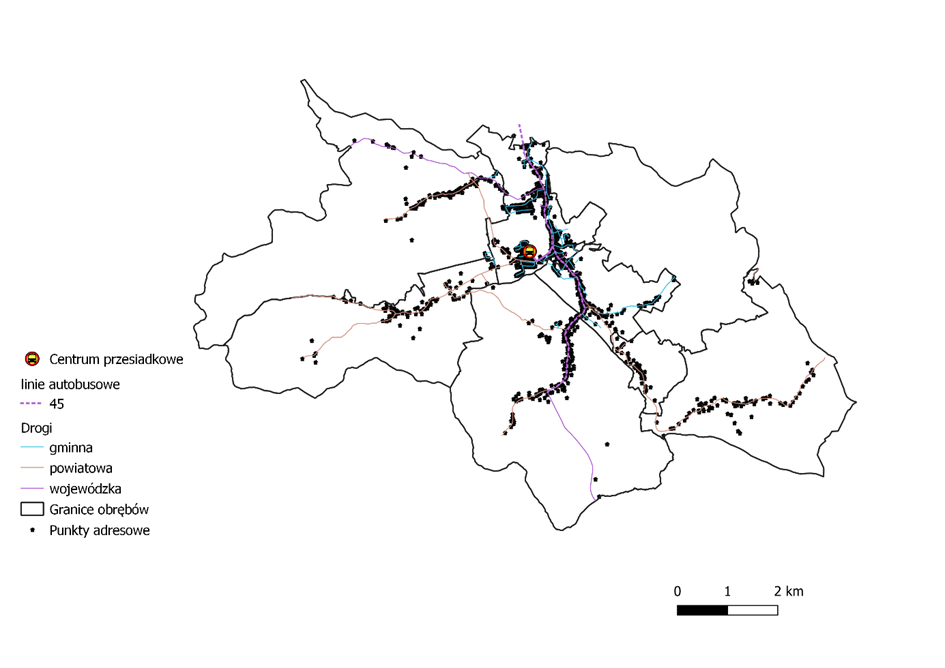 Centrum przesiadkowe
linie autobusowe
45
Drogi
gminna
powiatowa
wojewódzka
Granice obrębów
Punkty adresowe
0 1 2 km